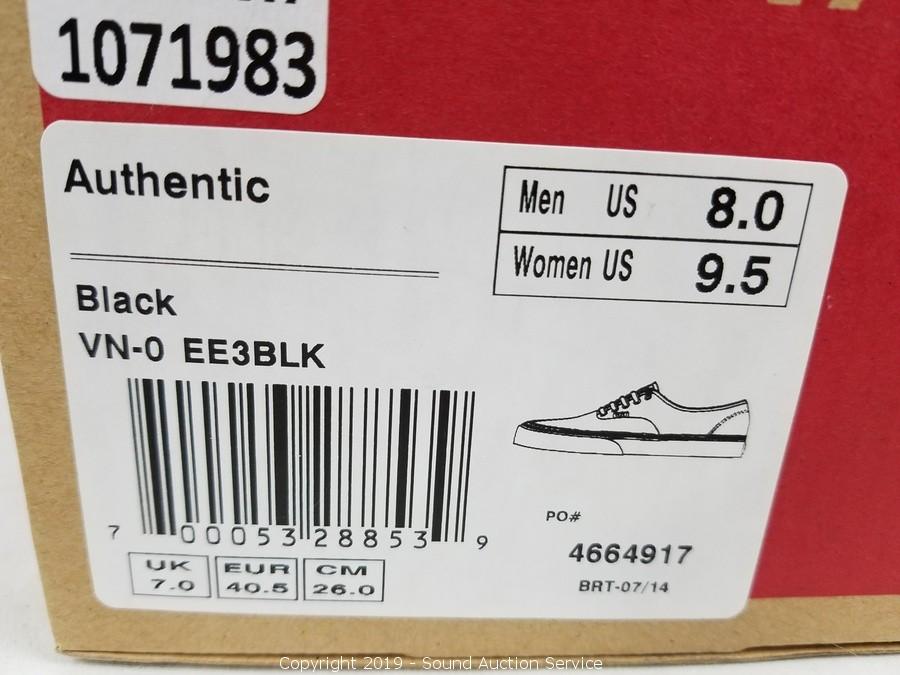 1071983
Authentic
Men US 8.0
Women US 9.5
Black
VN-0 EE3BLK
7 00053 28853 9
UK EUR CM
7.0 40.5 26.0
PO#
4664917
BRT-07/14
Copyright 2019 - Sound Auction Service